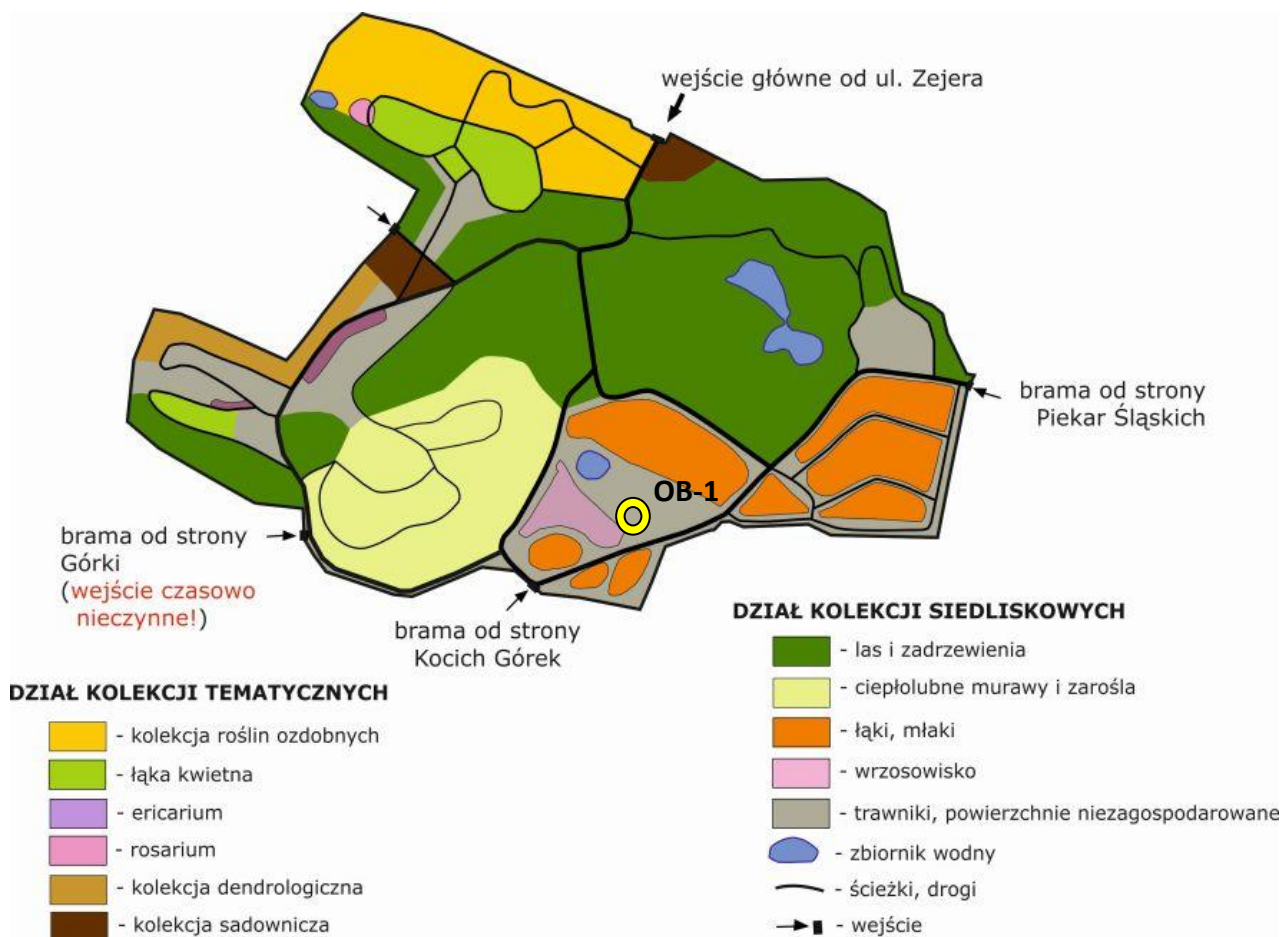 wejście główne od ul. Zejera
brama od strony
Piekar Śląskich
OB-1
brama od strony
Górki
(wejście czasowo
nieczynne!)
brama od strony
Kocich Górek
DZIAŁ KOLEKCJI TEMATYCZNYCH
- kolekcja roślin ozdobnych
- łąka kwietna
- ericarium
- rosarium
- kolekcja dendrologiczna
- kolekcja sadownicza
DZIAŁ KOLEKCJI SIEDLISKOWYCH
- las i zadrzewienia
- ciepłolubne murawy i zarośla
- łąki, młaki
- wrzosowisko
- trawniki, powierzchnie niezagospodarowane
- zbiornik wodny
- ścieżki, drogi
- wejście